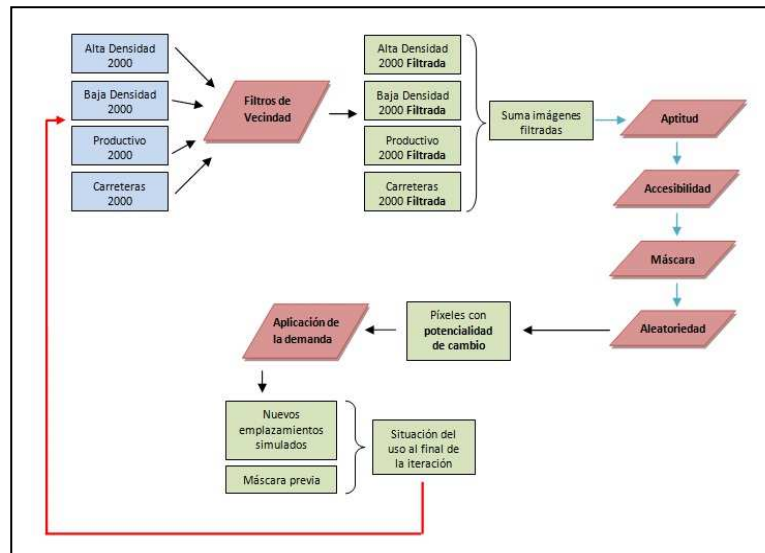 Alta Densidad
2000
Baja Densidad
2000
Productivo
2000
Carreteras
2000
Filtros de
Vecindad
Alta Densidad
2000 Filtrada
Baja Densidad
2000 Filtrada
Productivo
2000 Filtrada
Carreteras
2000 Filtrada
Suma imágenes
filtradas
Aptitud
Accesibilidad
Máscara
Aleatoriedad
Píxeles con
potencialidad
de cambio
Aplicación de
la demanda
Nuevos
emplazamientos
simulados
Máscara previa
Situación del
uso al final de
la iteración